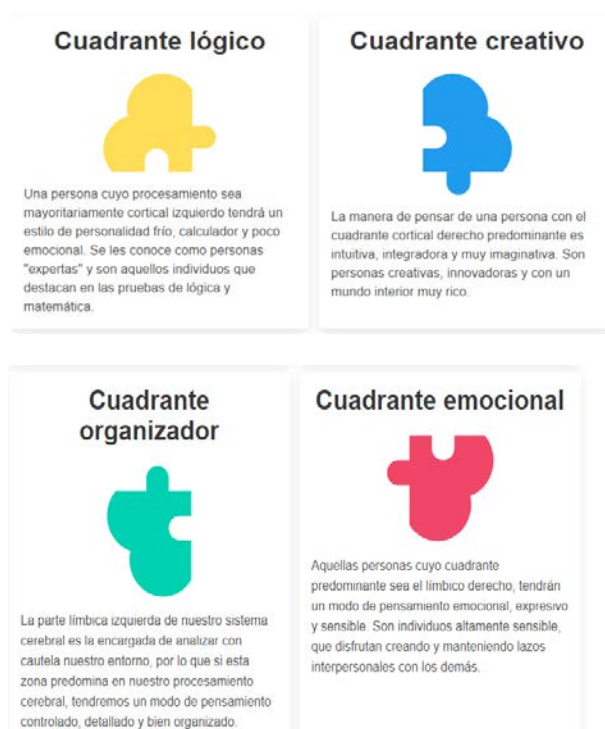 Cuadrante lógico
Una persona cuyo procesamiento sea
mayoritariamente cortical izquierdo tendrá un
estilo de personalidad frío, calculador y poco
emocional. Se les conoce como personas
"expertas" y son aquellos individuos que
destacan en las pruebas de lógica y
matemática.
Cuadrante creativo
La manera de pensar de una persona con el
cuadrante cortical derecho predominante es
intuitiva, integradora y muy imaginativa. Son
personas creativas, innovadoras y con un
mundo interior muy rico.
Cuadrante
organizador
La parte límbica izquierda de nuestro sistema
cerebral es la encargada de analizar con
cautela nuestro entorno, por lo que si esta
zona predomina en nuestro procesamiento
cerebral, tendremos un modo de pensamiento
controlado, detallado y bien organizado.
Cuadrante emocional
Aquellas personas cuyo cuadrante
predominante sea el límbico derecho, tendrán
un modo de pensamiento emocional, expresivo
y sensible. Son individuos altamente sensible,
que disfrutan creando y manteniendo lazos
interpersonales con los demás.